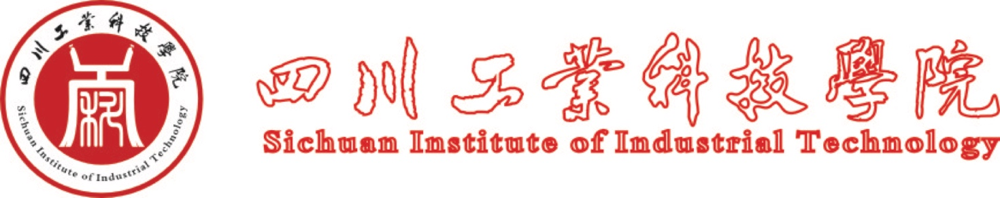 四川工業科技學院
Sichuan Institute of Industrial Technology
四川工業科技學院
Sichuan Institute of Industrial Technology